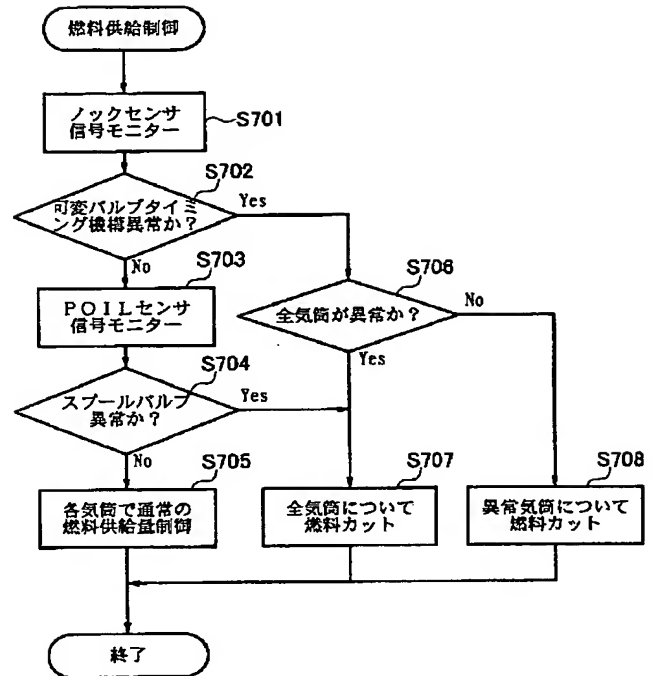 燃料供給制御
ノックセンサ
信号モニター
S701
S702
可変バルブタイミ
ング機構異常か？
Yes
No
S703
POILセンサ
信号モニター
S706
全気筒が異常か？
No
Yes
S704
スプールバルブ
異常か？
Yes
No
S705
各気筒で通常の
燃料供給量制御
S707
全気筒について
燃料カット
S708
異常気筒について
燃料カット
終了